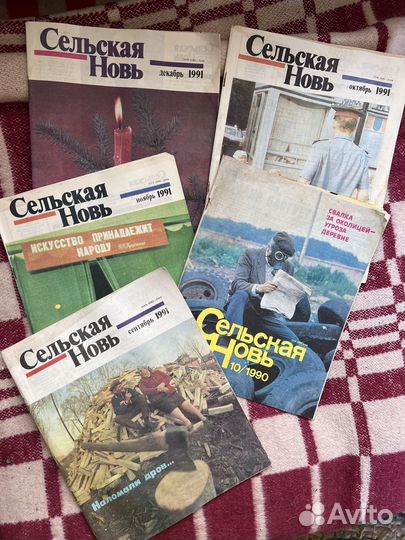 Сельская
Новь
декабрь 1991
Сельская
Новь
октябрь 1991
Сельская
Новь
ноябрь 1991
ИСКУССТВО ПРИНАДЛЕЖИТ
НАРОДУ
СВАЛКА
ЗА ОКОЛИЦЕЙ—
УГРОЗА
ДЕРЕВНЕ
Сельская
Новь
10/1990
Сельская
Новь
сентябрь 1991
Наломали дров...
Avito